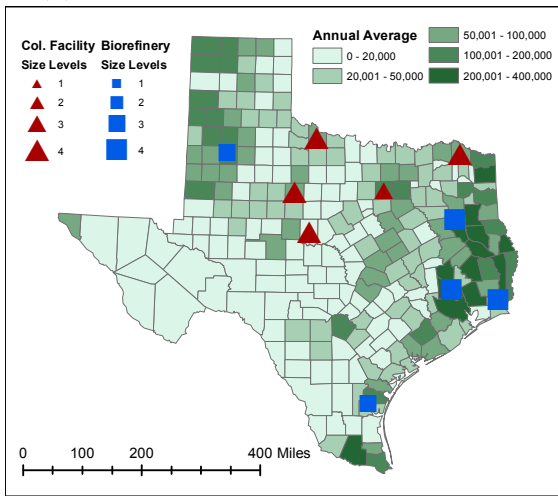 Col. Facility Biorefinery
Size Levels Size Levels
1 1
2 2
3 3
4 4
Annual Average
0 - 20,000
20,001 - 50,000
50,001 - 100,000
100,001 - 200,000
200,001 - 400,000
0 100 200 400 Miles